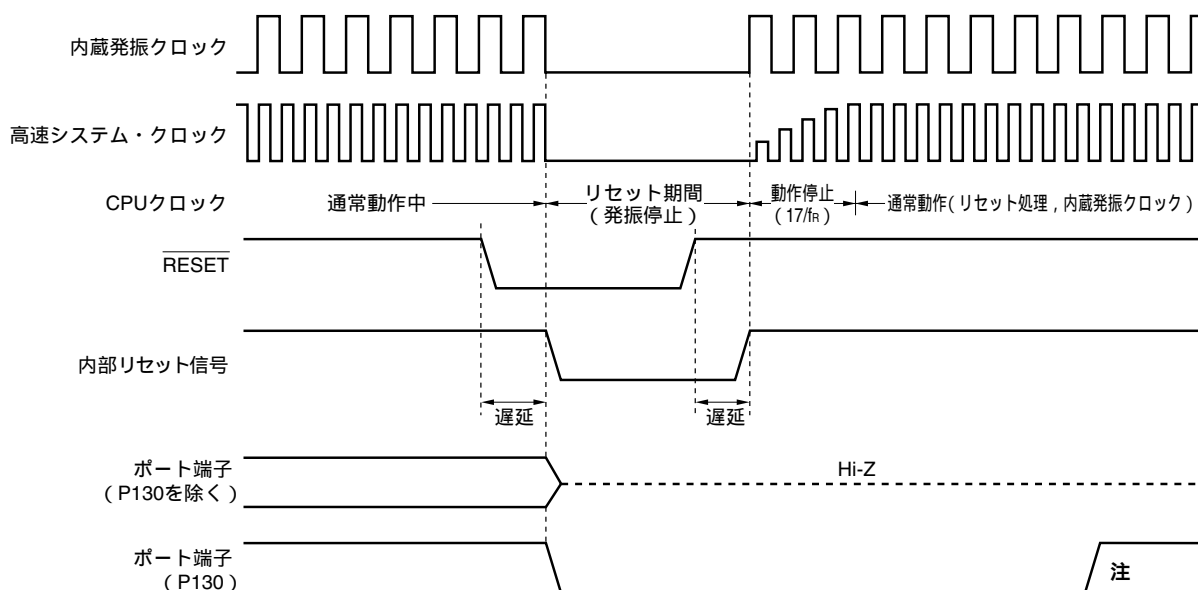 内蔵発振クロック
高速システム・クロック
CPUクロック
通常動作中
リセット期間
(発振停止)
動作停止
(17/fR)
通常動作(リセット処理,内蔵発振クロック)
RESET
内部リセット信号
遅延
遅延
ポート端子
(P130を除く)
Hi-Z
ポート端子
(P130)
注